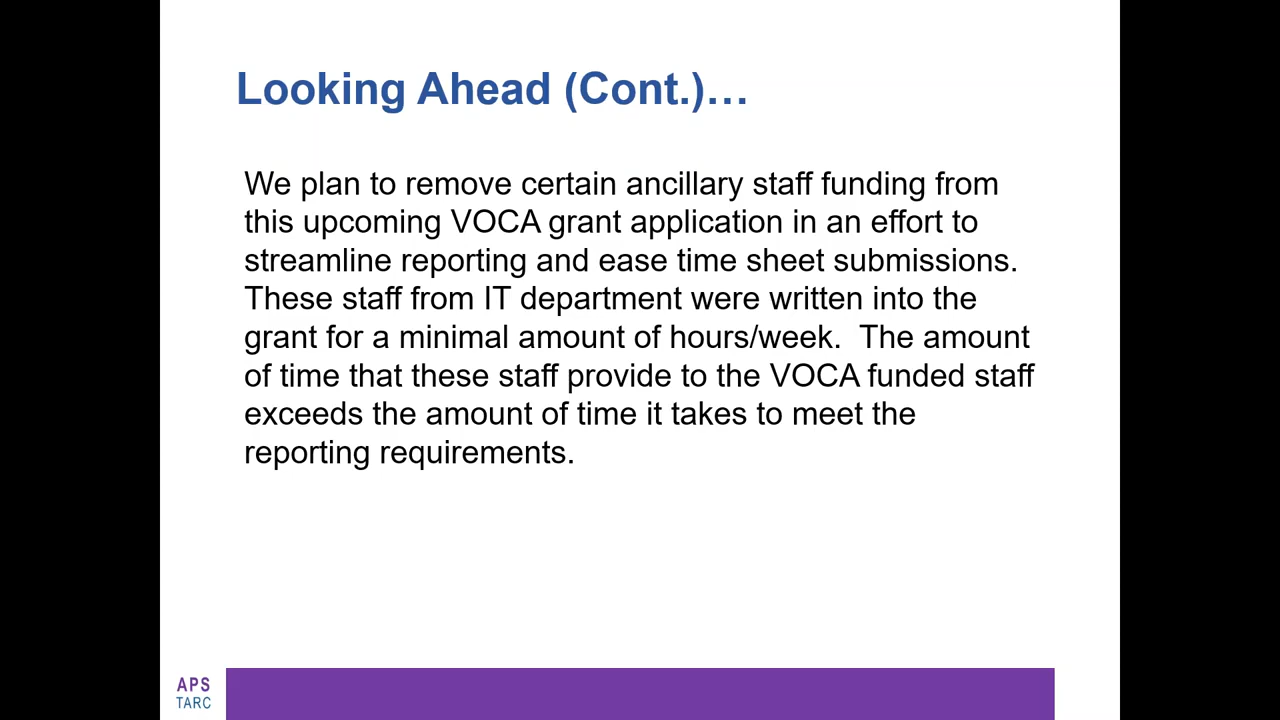 Looking Ahead (Cont.)…
We plan to remove certain ancillary staff funding from
this upcoming VOCA grant application in an effort to
streamline reporting and ease time sheet submissions.
These staff from IT department were written into the
grant for a minimal amount of hours/week.  The amount
of time that these staff provide to the VOCA funded staff
exceeds the amount of time it takes to meet the
reporting requirements.
APS
TARC